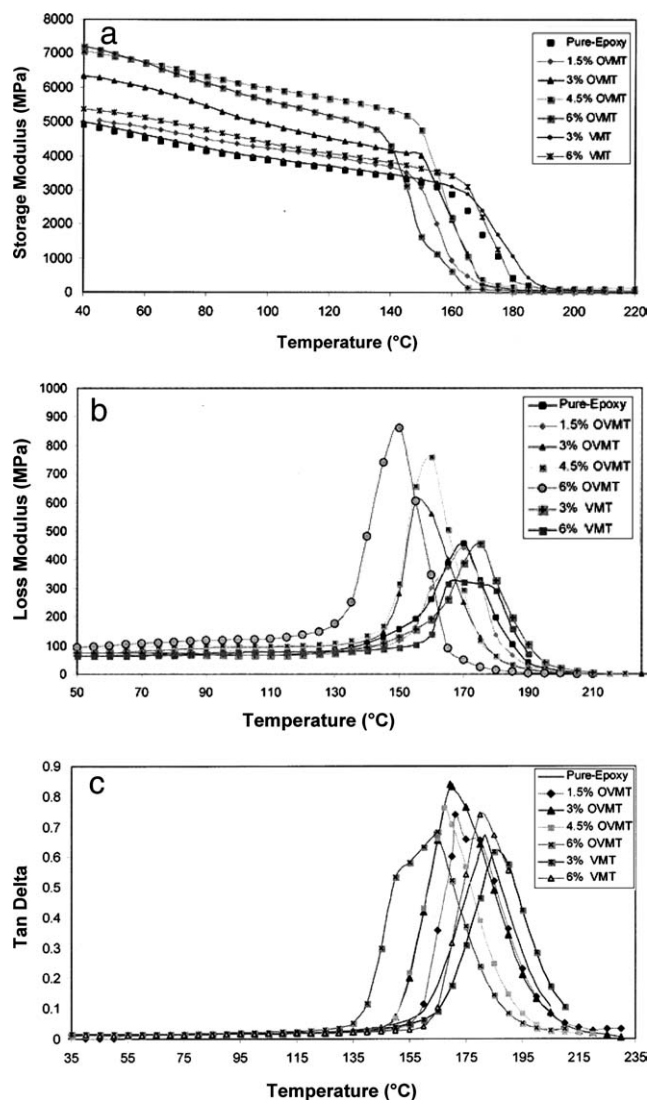 a
8000
7000
6000
5000
4000
3000
2000
1000
0
Storage Modulus (MPa)
40 60 80 100 120 140 160 180 200 220
Temperature (°C)
Pure-Epoxy
1.5% OVMT
3% OVMT
4.5% OVMT
6% OVMT
3% VMT
6% VMT
b
1000
900
800
700
600
500
400
300
200
100
0
Loss Modulus (MPa)
50 70 90 110 130 150 170 190 210
Temperature (°C)
Pure-Epoxy
1.5% OVMT
3% OVMT
4.5% OVMT
6% OVMT
3% VMT
6% VMT
c
0.9
0.8
0.7
0.6
0.5
0.4
0.3
0.2
0.1
0
Tan Delta
35 55 75 95 115 135 155 175 195 215 235
Temperature (°C)
Pure-Epoxy
1.5% OVMT
3% OVMT
4.5% OVMT
6% OVMT
3% VMT
6% VMT